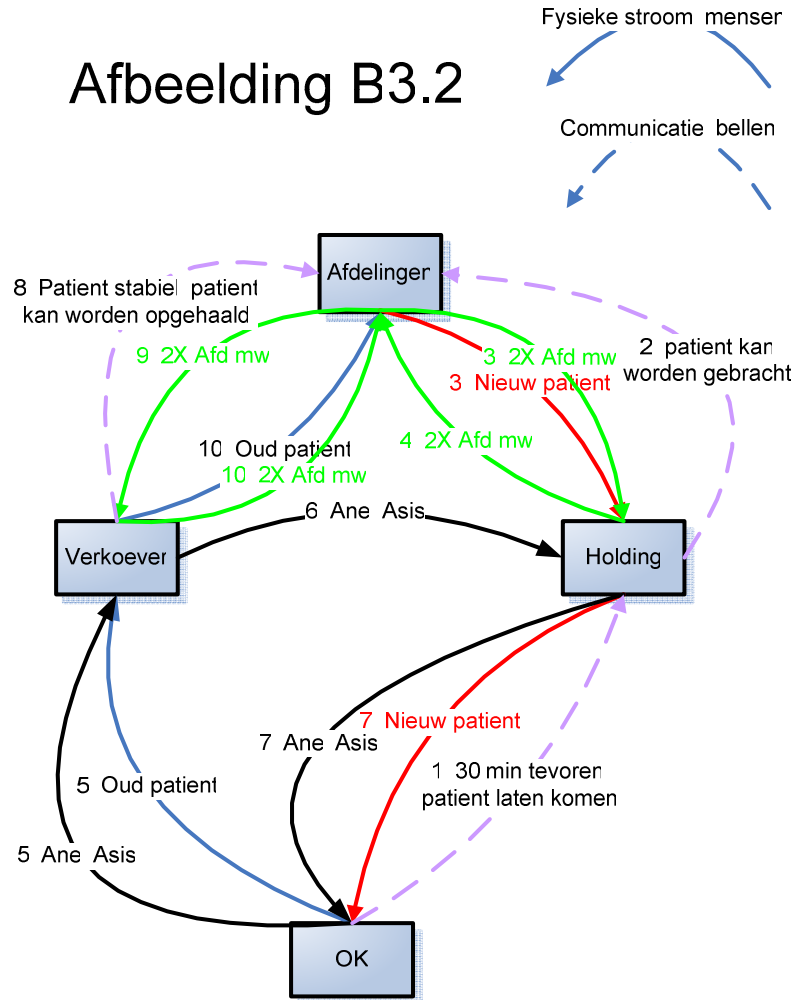 Fysieke stroom mensen
Afbeelding B3.2
Communicatie bellen
Afdelingen
8 Patient stabiel patient
kan worden opgehaald
9 2X Afd mw
3 2X Afd mw
3 Nieuw patient
2 patient kan
worden gebracht
10 Oud patient
10 2X Afd mw
4 2X Afd mw
6 Ane Asis
Verkoever
Holding
7 Nieuw patient
7 Ane Asis
1 30 min tevoren
patient laten komen
5 Oud patient
5 Ane Asis
OK